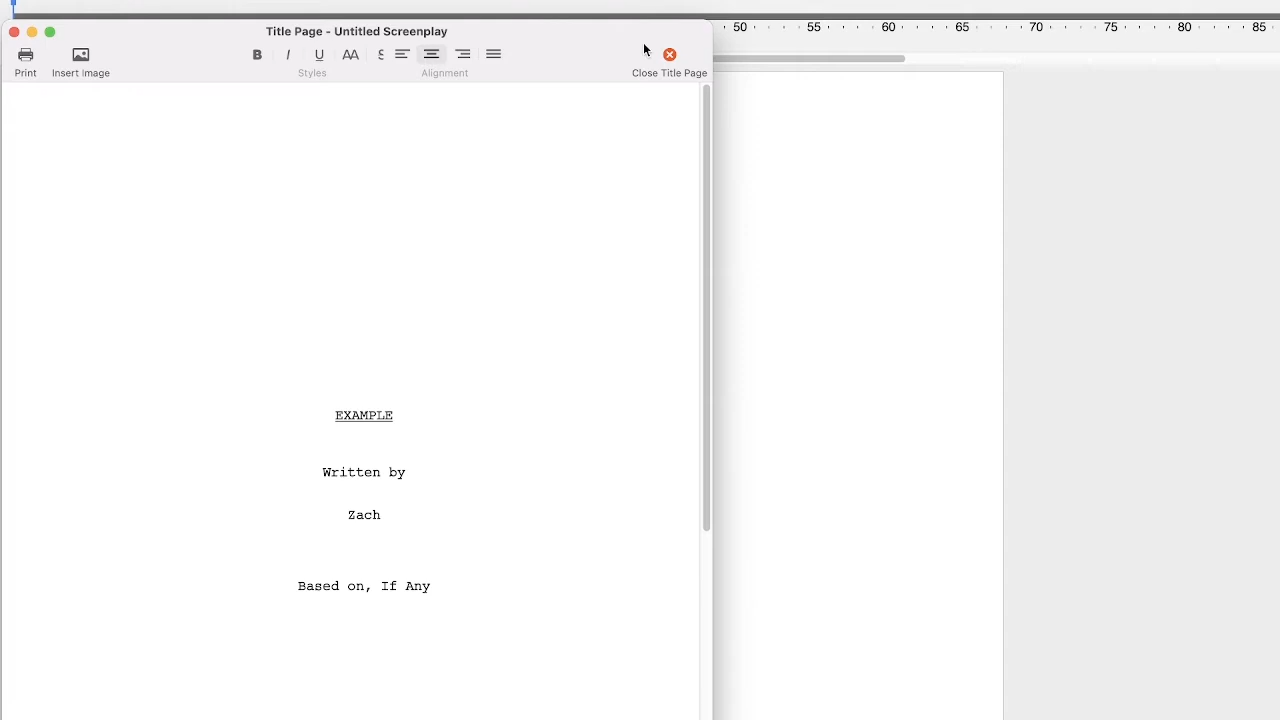 Title Page - Untitled Screenplay
50 55 60 65 70 75 80 85
B I U AA S
Print Insert Image Styles Alignment Close Title Page
EXAMPLE
Written by
Zach
Based on, If Any